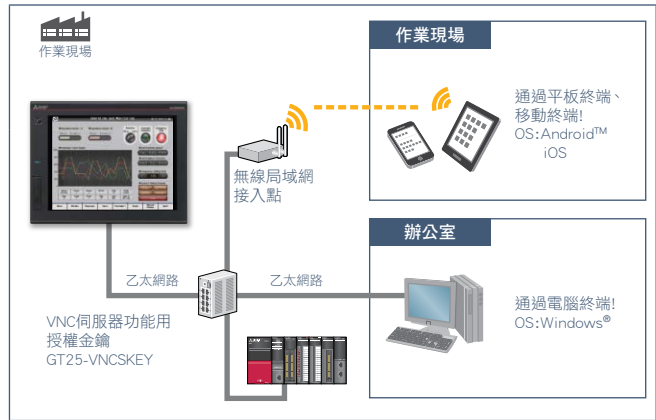 作業現場
作業現場
通過平板終端、
移動終端!
OS:Android™
iOS
無線局域網
接入點
辦公室
乙太網路
乙太網路
通過電腦終端!
OS:Windows®
VNC伺服器功能用
授權金鑰
GT25-VNCSKEY